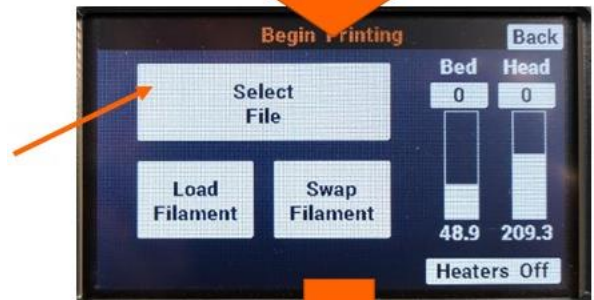 Begin Printing
Back
Select
File
Bed Head
0 0
Load
Filament
Swap
Filament
48.9 209.3
Heaters Off